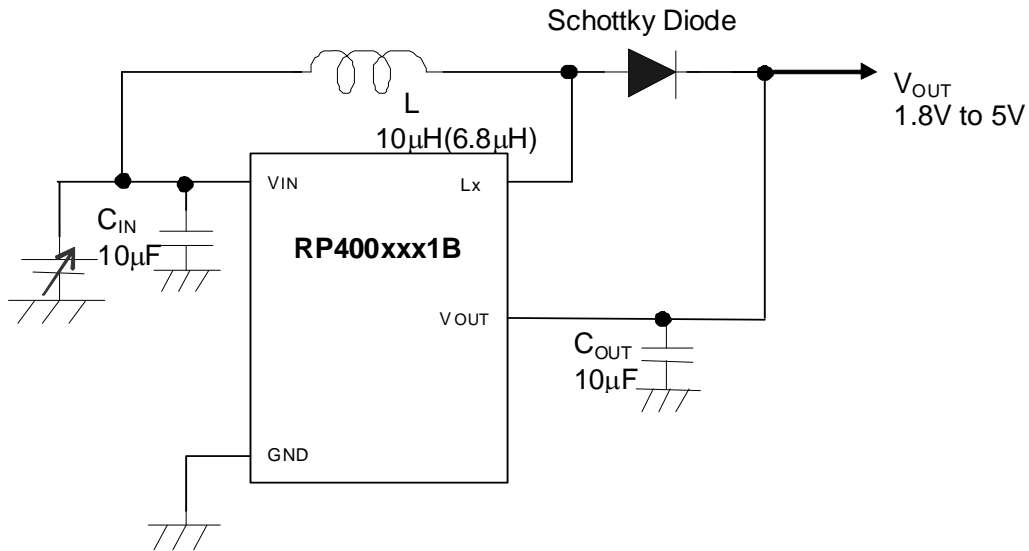 Schottky Diode
L
10μH(6.8μH)
VOUT
1.8V to 5V
VIN
Lx
CIN
10μF
RP400xxx1B
VOUT
COUT
10μF
GND